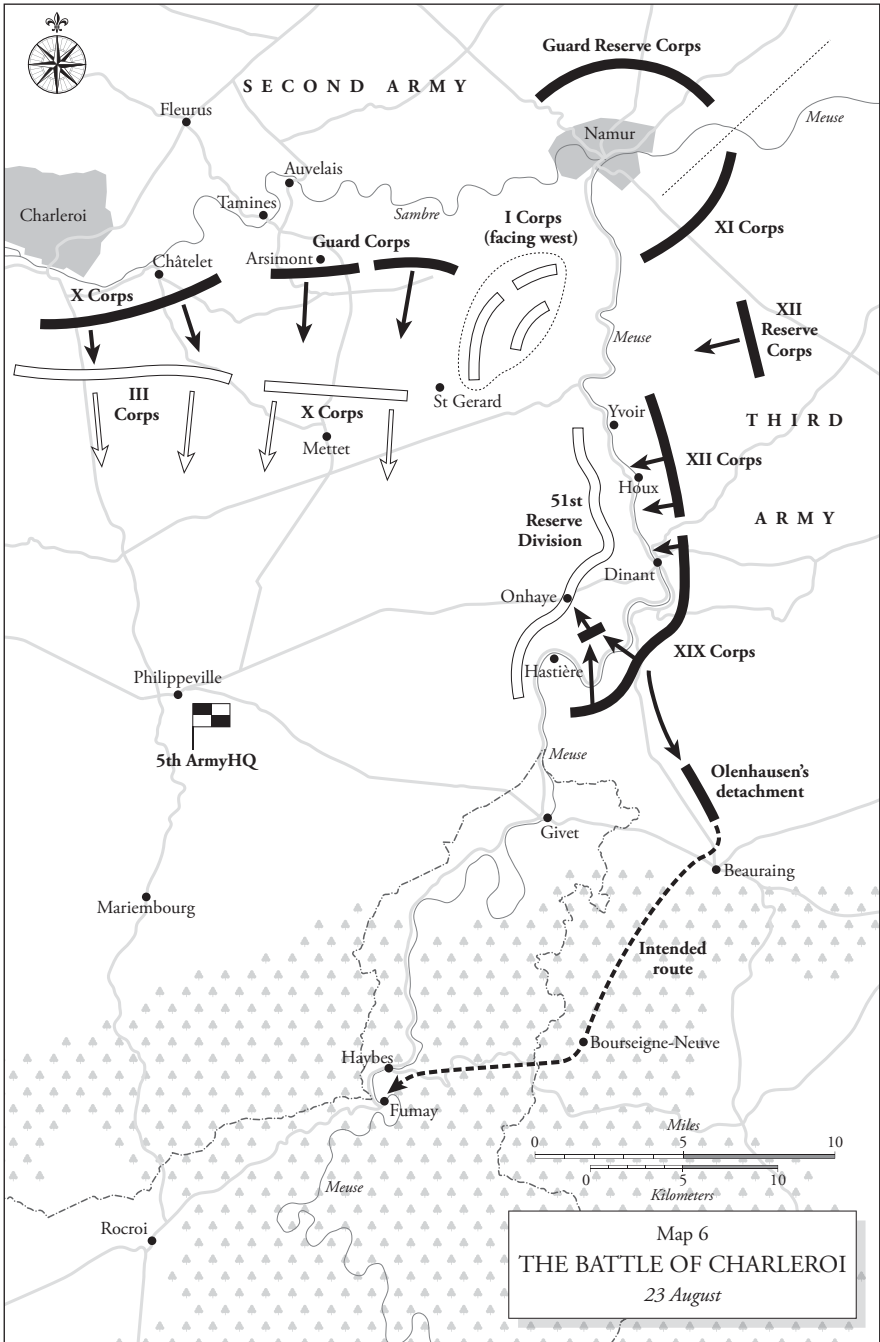 Guard Reserve Corps
SECOND ARMY
Fleurus
Meuse
Namur
Auvelais
Tamines
Sambre
Charleroi
I Corps
(facing west)
XI Corps
Guard Corps
Arsimont
Châtelet
X Corps
XII
Reserve
Corps
Meuse
III
Corps
X Corps
St Gerard
Mettet
Yvoir
THIRD
XII Corps
Houx
51st
Reserve
Division
ARMY
Dinant
Onhaye
XIX Corps
Hastière
Philippeville
5th ArmyHQ
Meuse
Olenhausen's
detachment
Givet
Beauraing
Mariembourg
Intended
route
Bourseigne-Neuve
Haybes
Fumay
Miles
0 5 10
0 5 10
Kilometers
Meuse
Rocroi
Map 6
THE BATTLE OF CHARLEROI
23 August